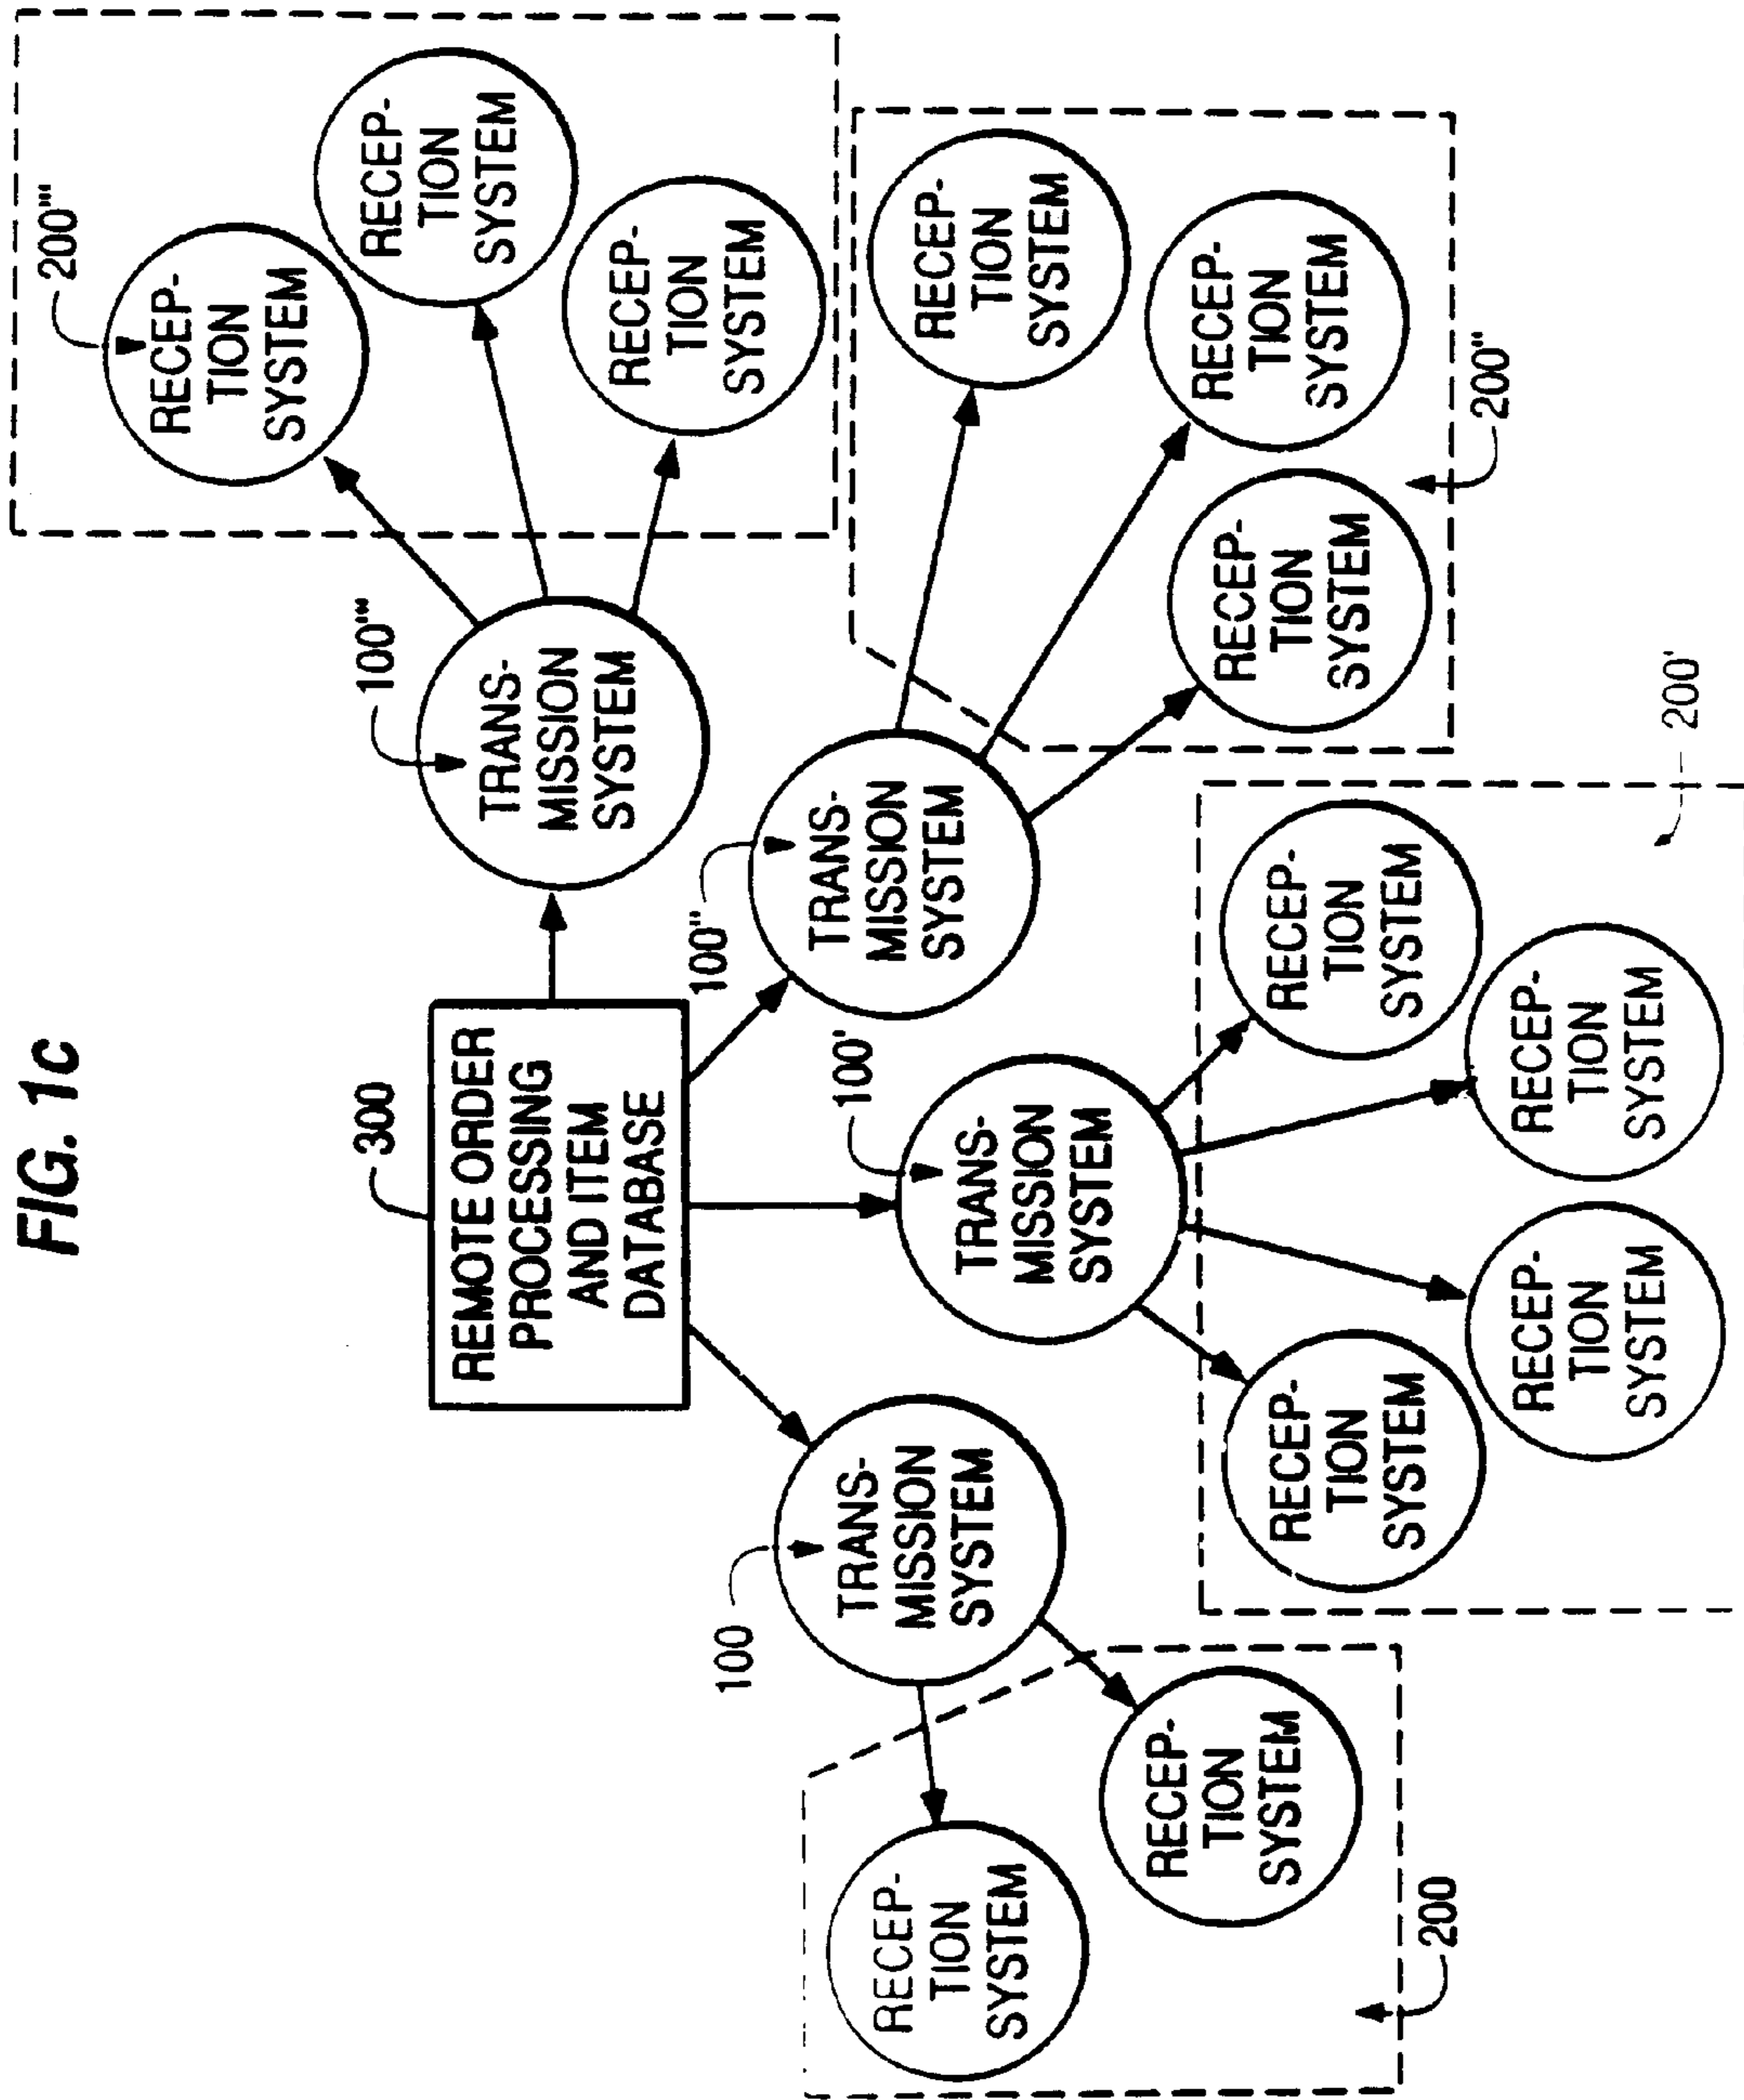 FIG. 1c
300
REMOTE ORDER
PROCESSING
AND ITEM
DATABASE
100
TRANS-
MISSION
SYSTEM
100'
TRANS-
MISSION
SYSTEM
100"
TRANS-
MISSION
SYSTEM
100"'
TRANS-
MISSION
SYSTEM
RECEP-
TION
SYSTEM
RECEP-
TION
SYSTEM
200
RECEP-
TION
SYSTEM
RECEP-
TION
SYSTEM
RECEP-
TION
SYSTEM
RECEP-
TION
SYSTEM
200'
RECEP-
TION
SYSTEM
RECEP-
TION
SYSTEM
RECEP-
TION
SYSTEM
200"
200"
RECEP-
TION
SYSTEM
RECEP-
TION
SYSTEM
RECEP-
TION
SYSTEM